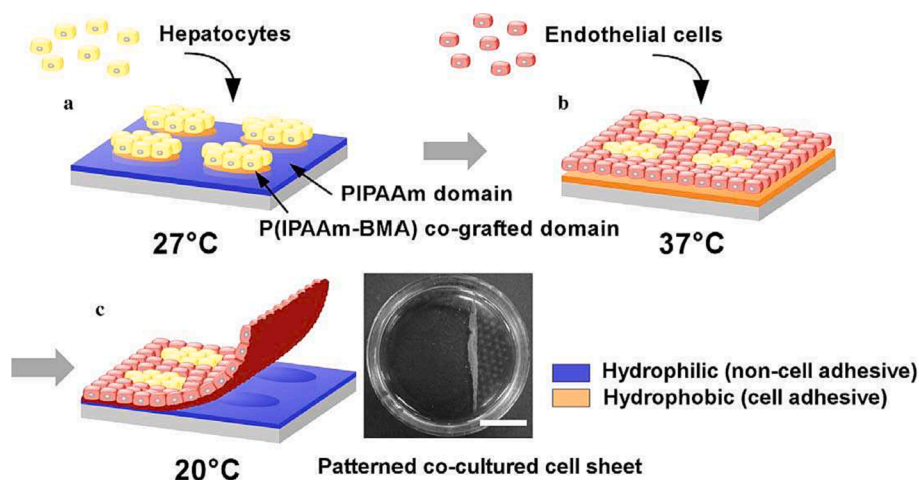 Hepatocytes
Endothelial cells
a
b
PIPAAm domain
P(IPAAm-BMA) co-grafted domain
27°C
37°C
c
Hydrophilic (non-cell adhesive)
Hydrophobic (cell adhesive)
20°C
Patterned co-cultured cell sheet